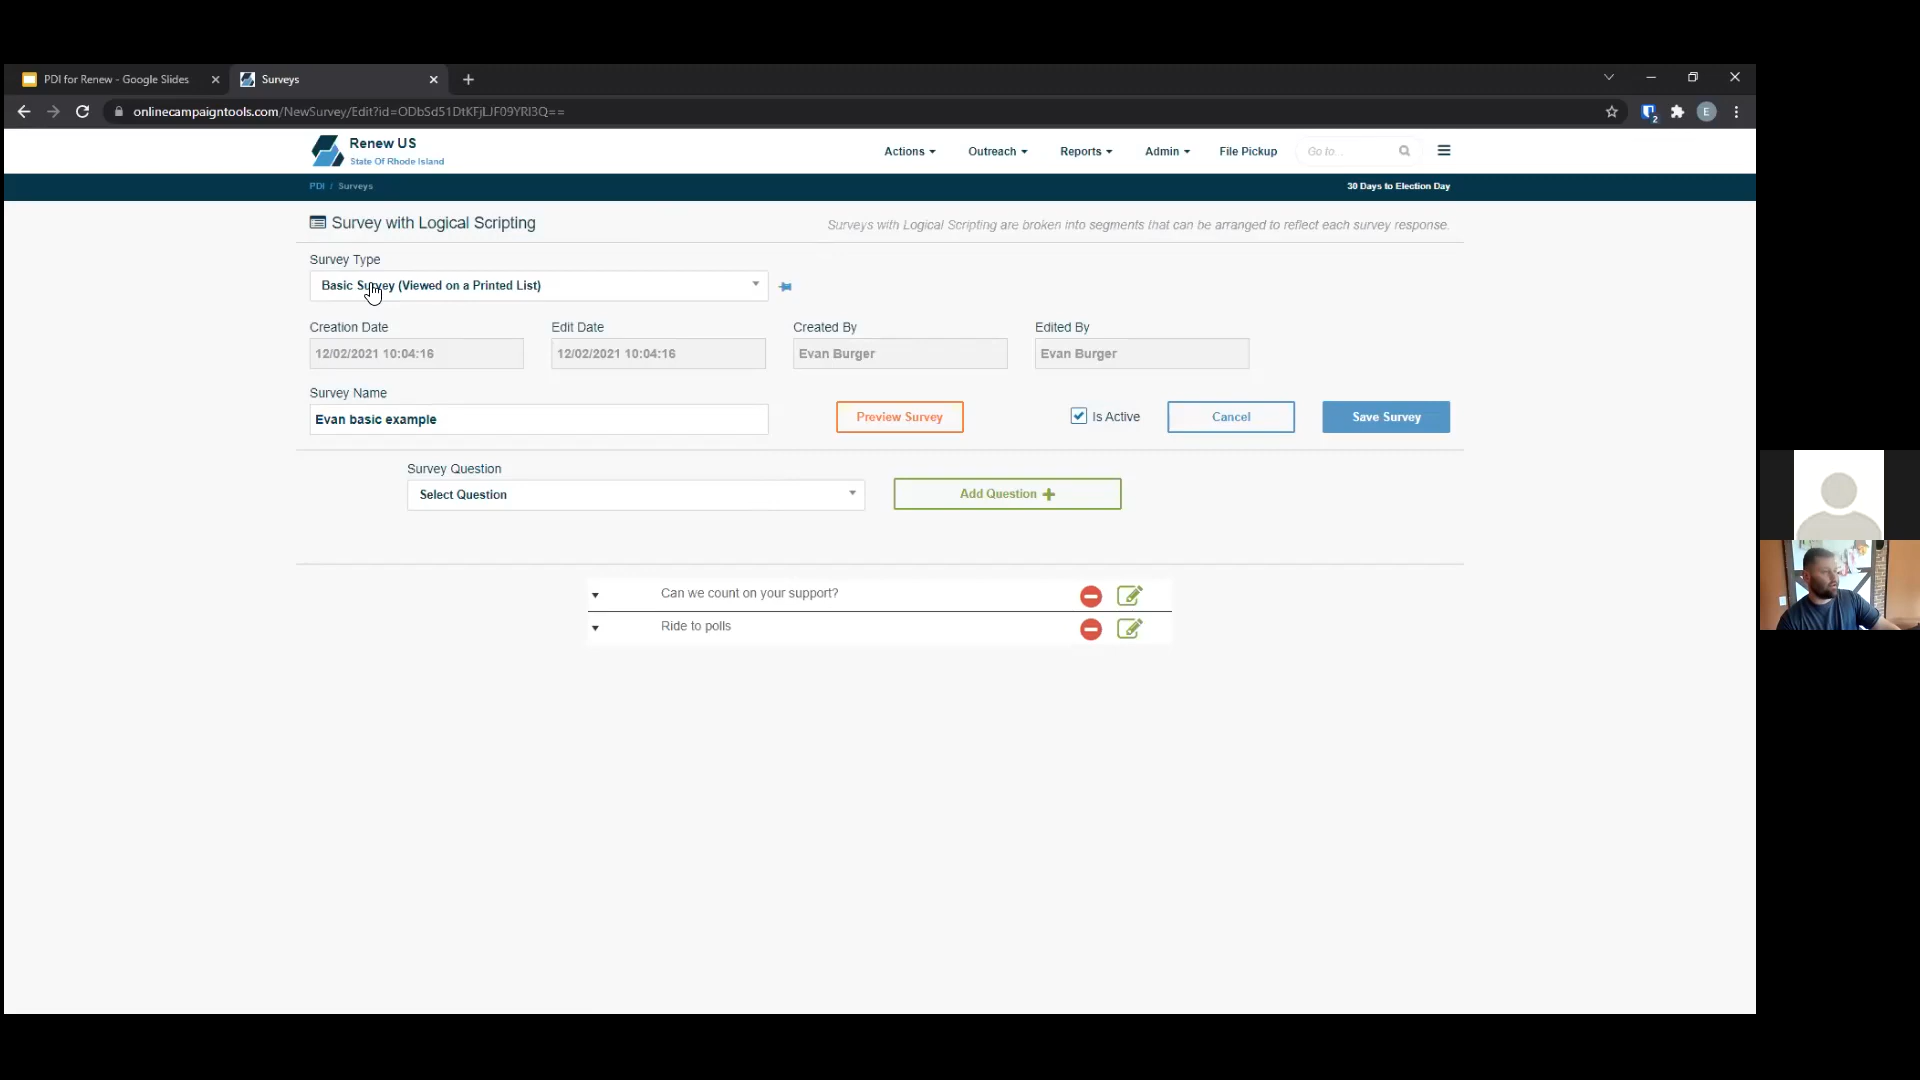 PDI for Renew - Google Slides
Surveys
onlinecampaigntools.com/NewSurvey/Edit?id=ODbSd51DtKFjLJF09YRl3Q==
E
2
Renew US
State Of Rhode Island
Actions
Outreach
Reports
Admin
File Pickup
Go to...
PDI / Surveys
30 Days to Election Day
Survey with Logical Scripting
Surveys with Logical Scripting are broken into segments that can be arranged to reflect each survey response.
Survey Type
Basic Survey (Viewed on a Printed List)
Creation Date
Edit Date
Created By
Edited By
12/02/2021 10:04:16
12/02/2021 10:04:16
Evan Burger
Evan Burger
Survey Name
Evan basic example
Preview Survey
Is Active
Cancel
Save Survey
Survey Question
Select Question
Add Question
Can we count on your support?
Ride to polls